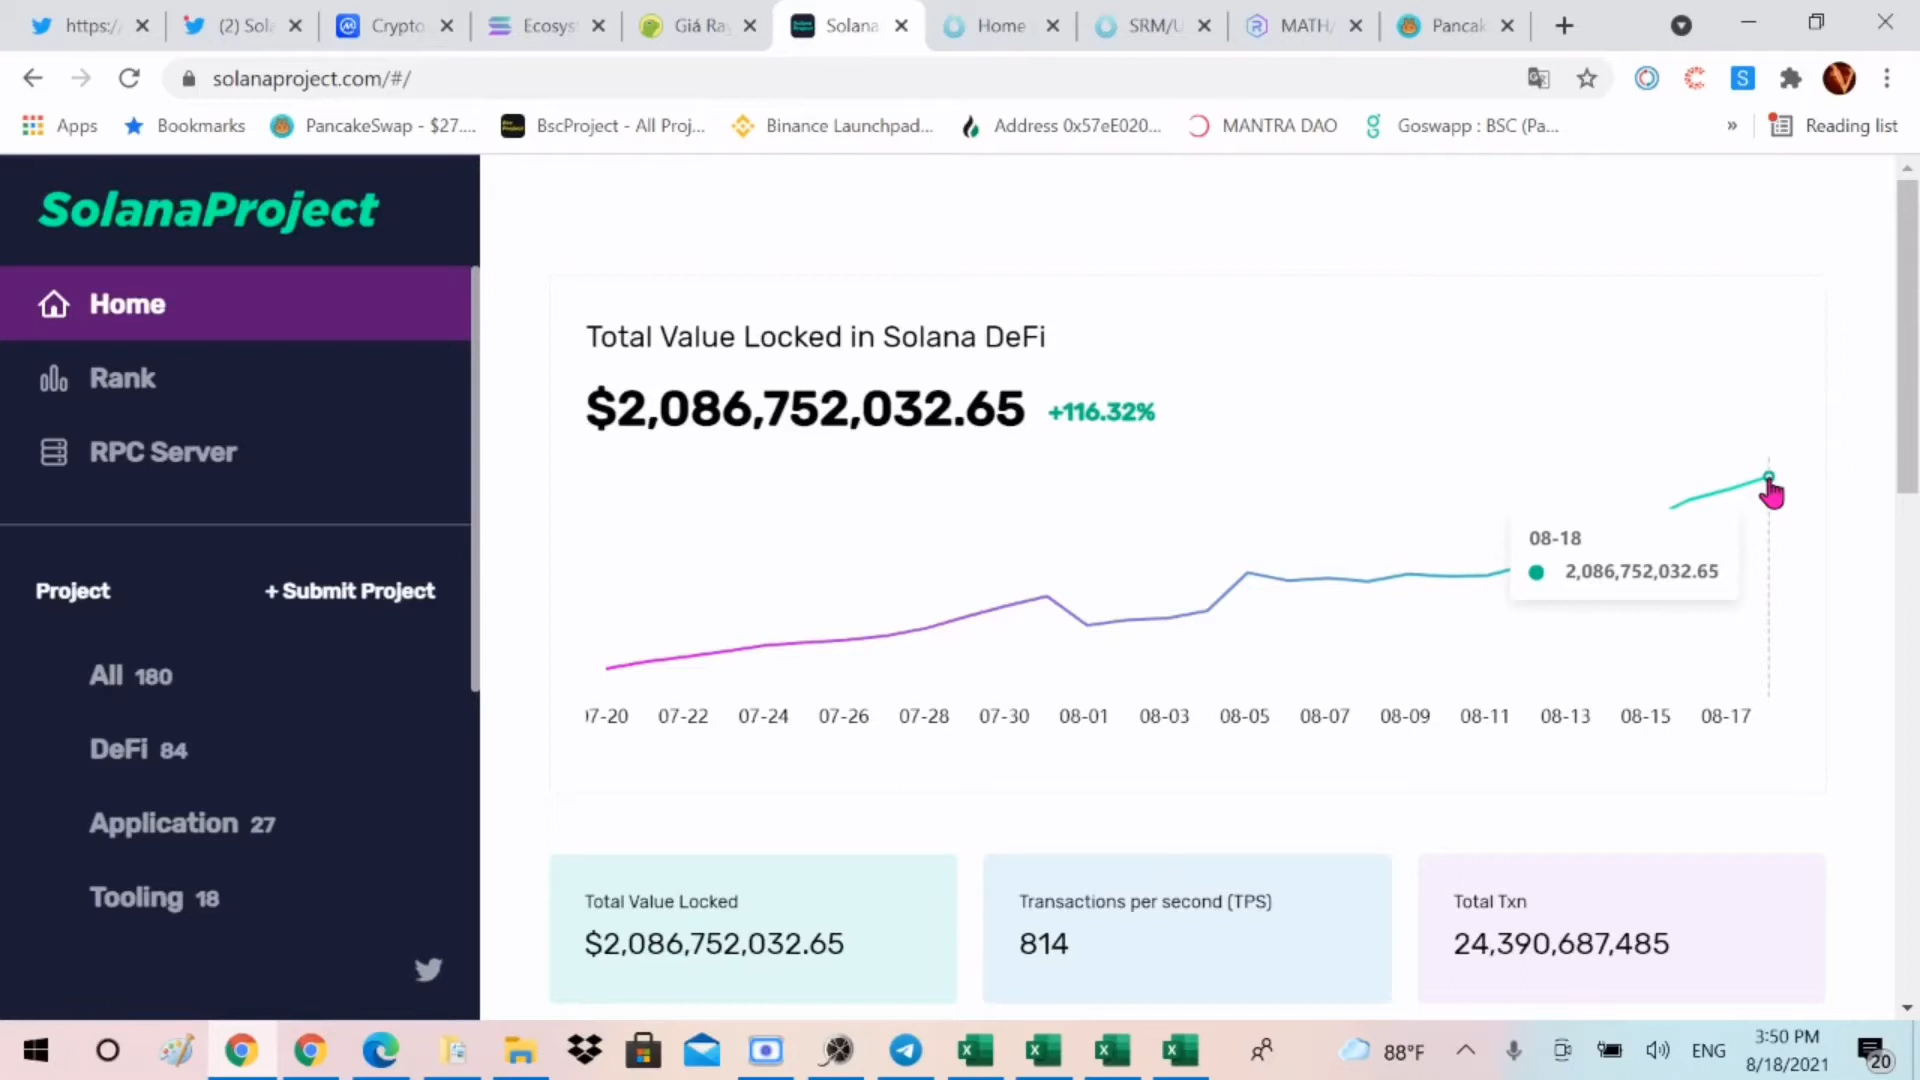 https:/
(2) Sola
Crypto
Ecosys
Giá Ray
Solana
Home
SRM/U
MATH/
Pancak
solanaproject.com/#/
Apps
Bookmarks
PancakeSwap - $27....
BscProject - All Proj...
Binance Launchpad...
Address 0x57eE020...
MANTRA DAO
Goswapp : BSC (Pa...
»
Reading list
SolanaProject
Home
Rank
RPC Server
Project
+ Submit Project
All 180
DeFi 84
Application 27
Tooling 18
Total Value Locked in Solana DeFi
$2,086,752,032.65 +116.32%
08-18
2,086,752,032.65
07-22 07-24 07-26 07-28 07-30 08-01 08-03 08-05 08-07 08-09 08-11 08-13 08-15 08-17
Total Value Locked
$2,086,752,032.65
Transactions per second (TPS)
814
Total Txn
24,390,687,485
88°F
ENG
3:50 PM
8/18/2021
20